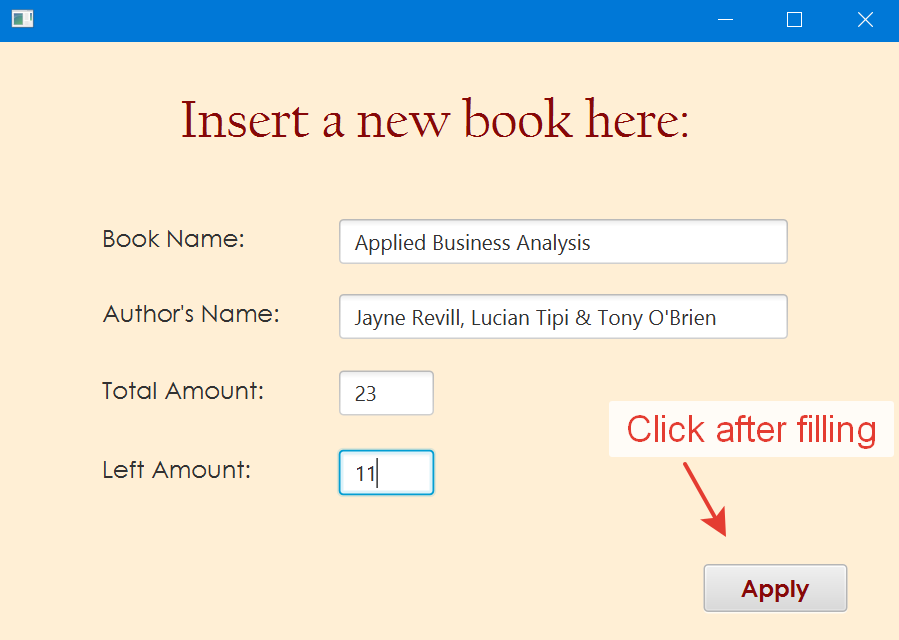 Insert a new book here:
Book Name:
Applied Business Analysis
Author's Name:
Jayne Revill, Lucian Tipi & Tony O'Brien
Total Amount:
23
Left Amount:
11
Click after filling
Apply